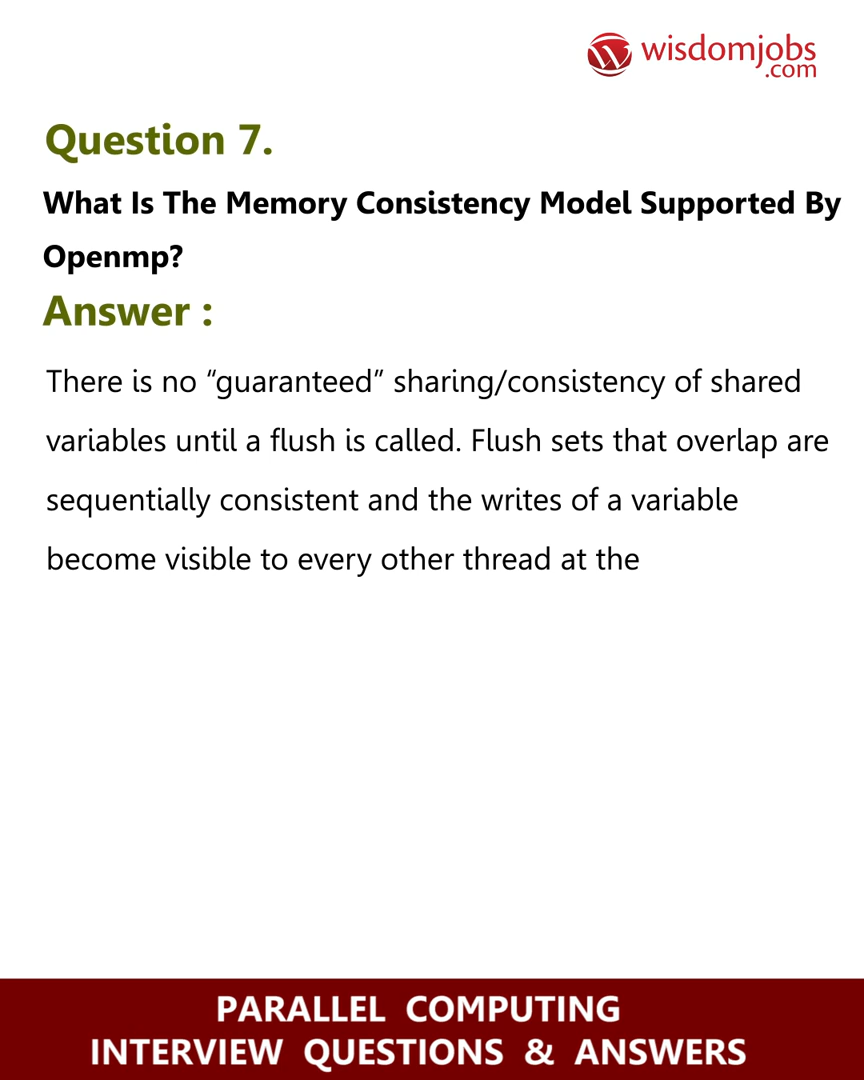 wisdomjobs
.com
Question 7.
What Is The Memory Consistency Model Supported By
Openmp?
Answer :
There is no “guaranteed” sharing/consistency of shared
variables until a flush is called. Flush sets that overlap are
sequentially consistent and the writes of a variable
become visible to every other thread at the
PARALLEL COMPUTING
INTERVIEW QUESTIONS & ANSWERS